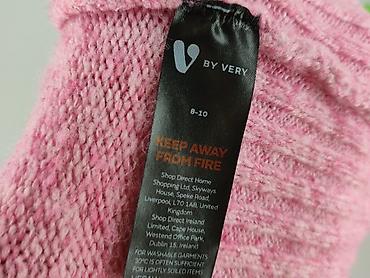 V BY VERY
8-10
KEEP AWAY
FROM FIRE
Shop Direct Home
Shopping Ltd, Skyways
House, Speke Road,
Liverpool, L70 1AB, United
Kingdom
Shop Direct Ireland
Limited, Cape House,
Westend Office Park,
Dublin 15, Ireland
FOR WASHABLE GARMENTS
30°C IS OFTEN SUFFICIENT
FOR LIGHTLY SOILED ITEMS